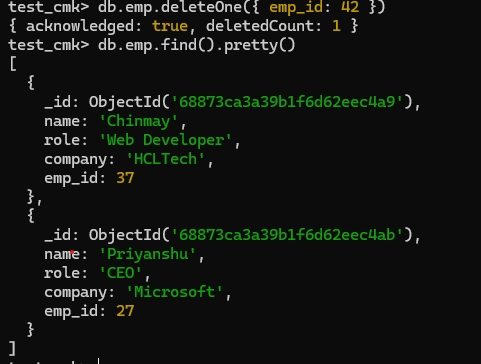 test_cmk> db.emp.deleteOne({ emp_id: 42 })
{ acknowledged: true, deletedCount: 1 }
test_cmk> db.emp.find().pretty()
[
  {
    _id: ObjectId('68873ca3a39b1f6d62eec4a9'),
    name: 'Chinmay',
    role: 'Web Developer',
    company: 'HCLTech',
    emp_id: 37
  },
  {
    _id: ObjectId('68873ca3a39b1f6d62eec4ab'),
    name: 'Priyanshu',
    role: 'CEO',
    company: 'Microsoft',
    emp_id: 27
  }
]